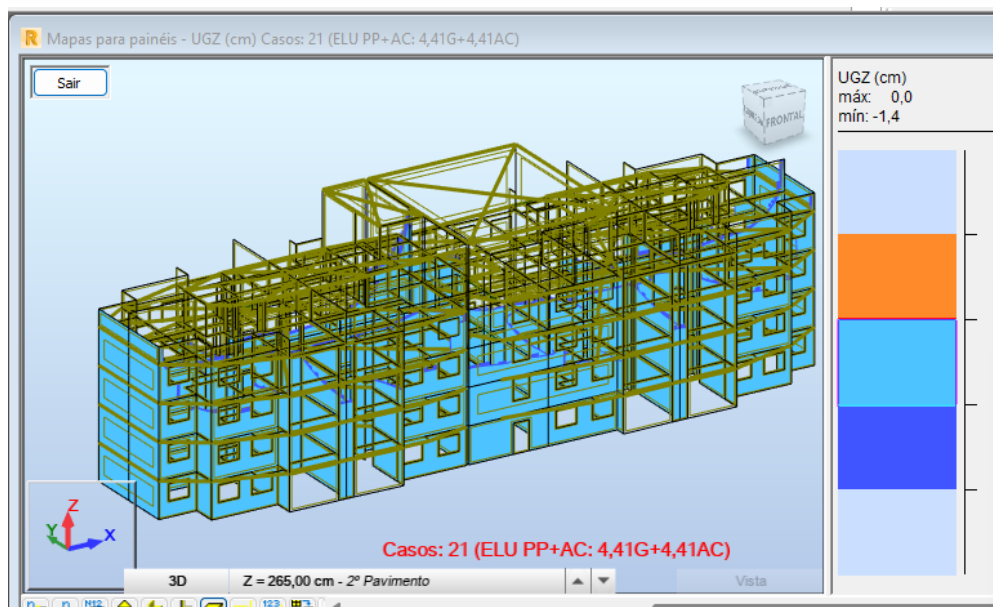 R Mapas para painéis - UGZ (cm) Casos: 21 (ELU PP+AC: 4,41G+4,41AC)
Sair
FRONTAL
UGZ (cm)
máx: 0,0
mín: -1,4
Z
Y
X
Casos: 21 (ELU PP+AC: 4,41G+4,41AC)
3D Z = 265,00 cm - 2º Pavimento
Vista